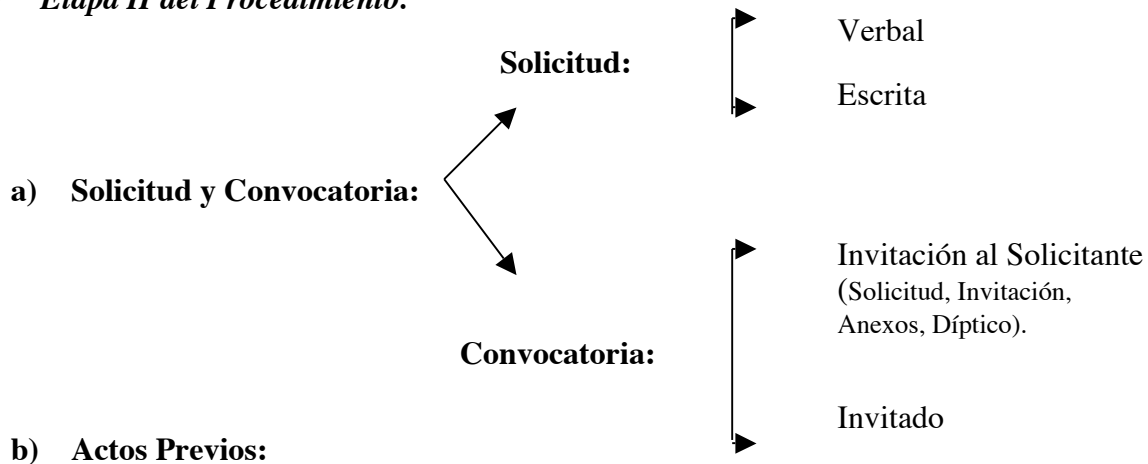 Etapa II del Procedimiento:
Verbal
Solicitud:
Escrita
a) Solicitud y Convocatoria:
Invitación al Solicitante
(Solicitud, Invitación,
Anexos, Díptico).
Convocatoria:
Invitado
b) Actos Previos: